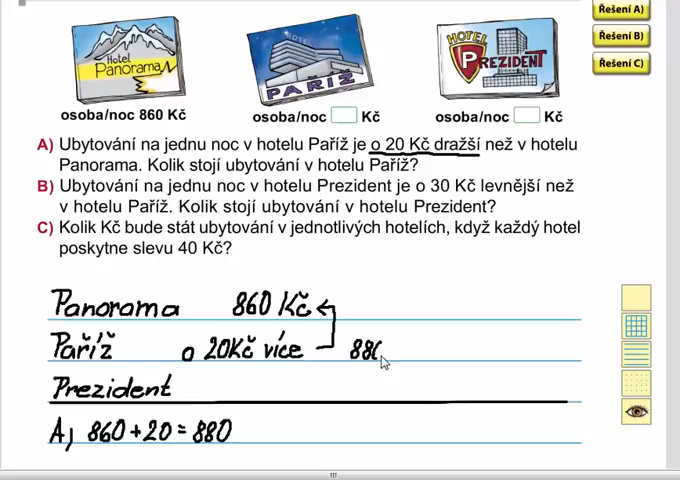 Řešení A)
Řešení B)
Řešení C)
Hotel
Panorama
HOTEL
PAŘÍŽ
HOTEL
PREZIDENT
osoba/noc 860 Kč
osoba/noc Kč
osoba/noc Kč
A) Ubytování na jednu noc v hotelu Paříž je o 20 Kč dražší než v hotelu
Panorama. Kolik stojí ubytování v hotelu Paříž?
B) Ubytování na jednu noc v hotelu Prezident je o 30 Kč levnější než
v hotelu Paříž. Kolik stojí ubytování v hotelu Prezident?
C) Kolik Kč bude stát ubytování v jednotlivých hotelích, když každý hotel
poskytne slevu 40 Kč?
Panorama 860 Kč
Paříž o 20Kč více 880
Prezident
A) 860+20=880